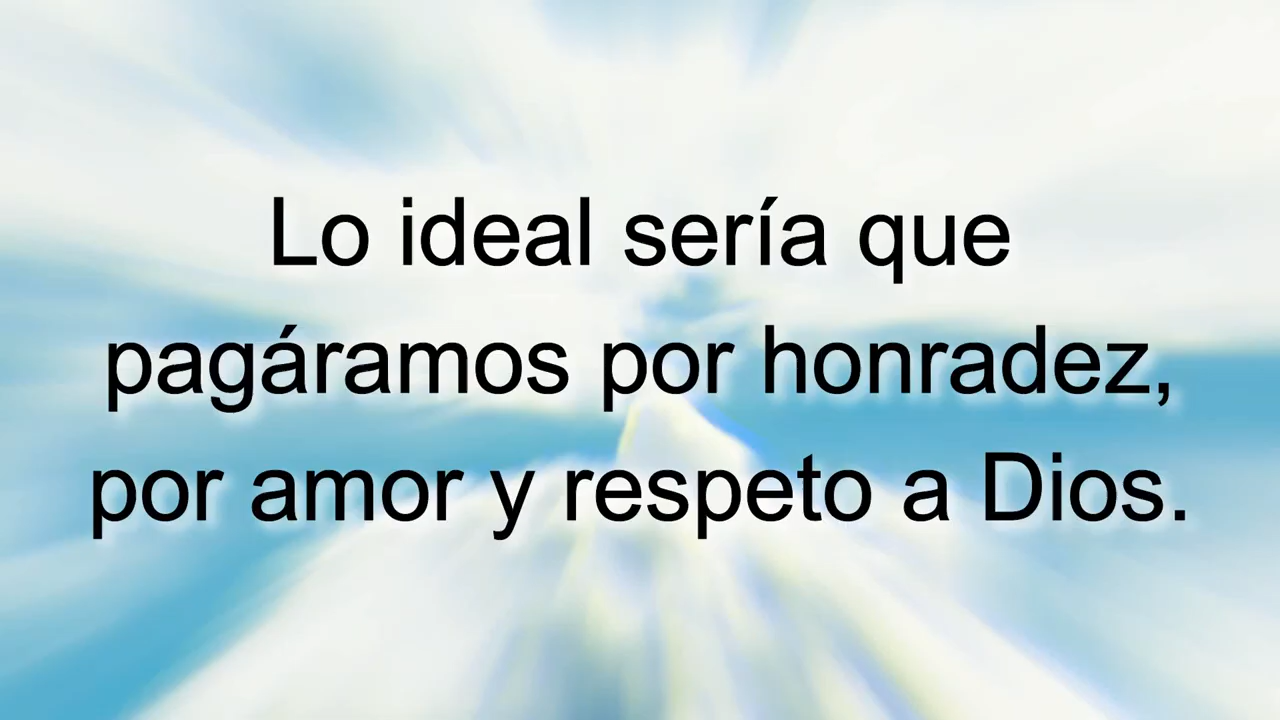 Lo ideal sería que
pagáramos por honradez,
por amor y respeto a Dios.